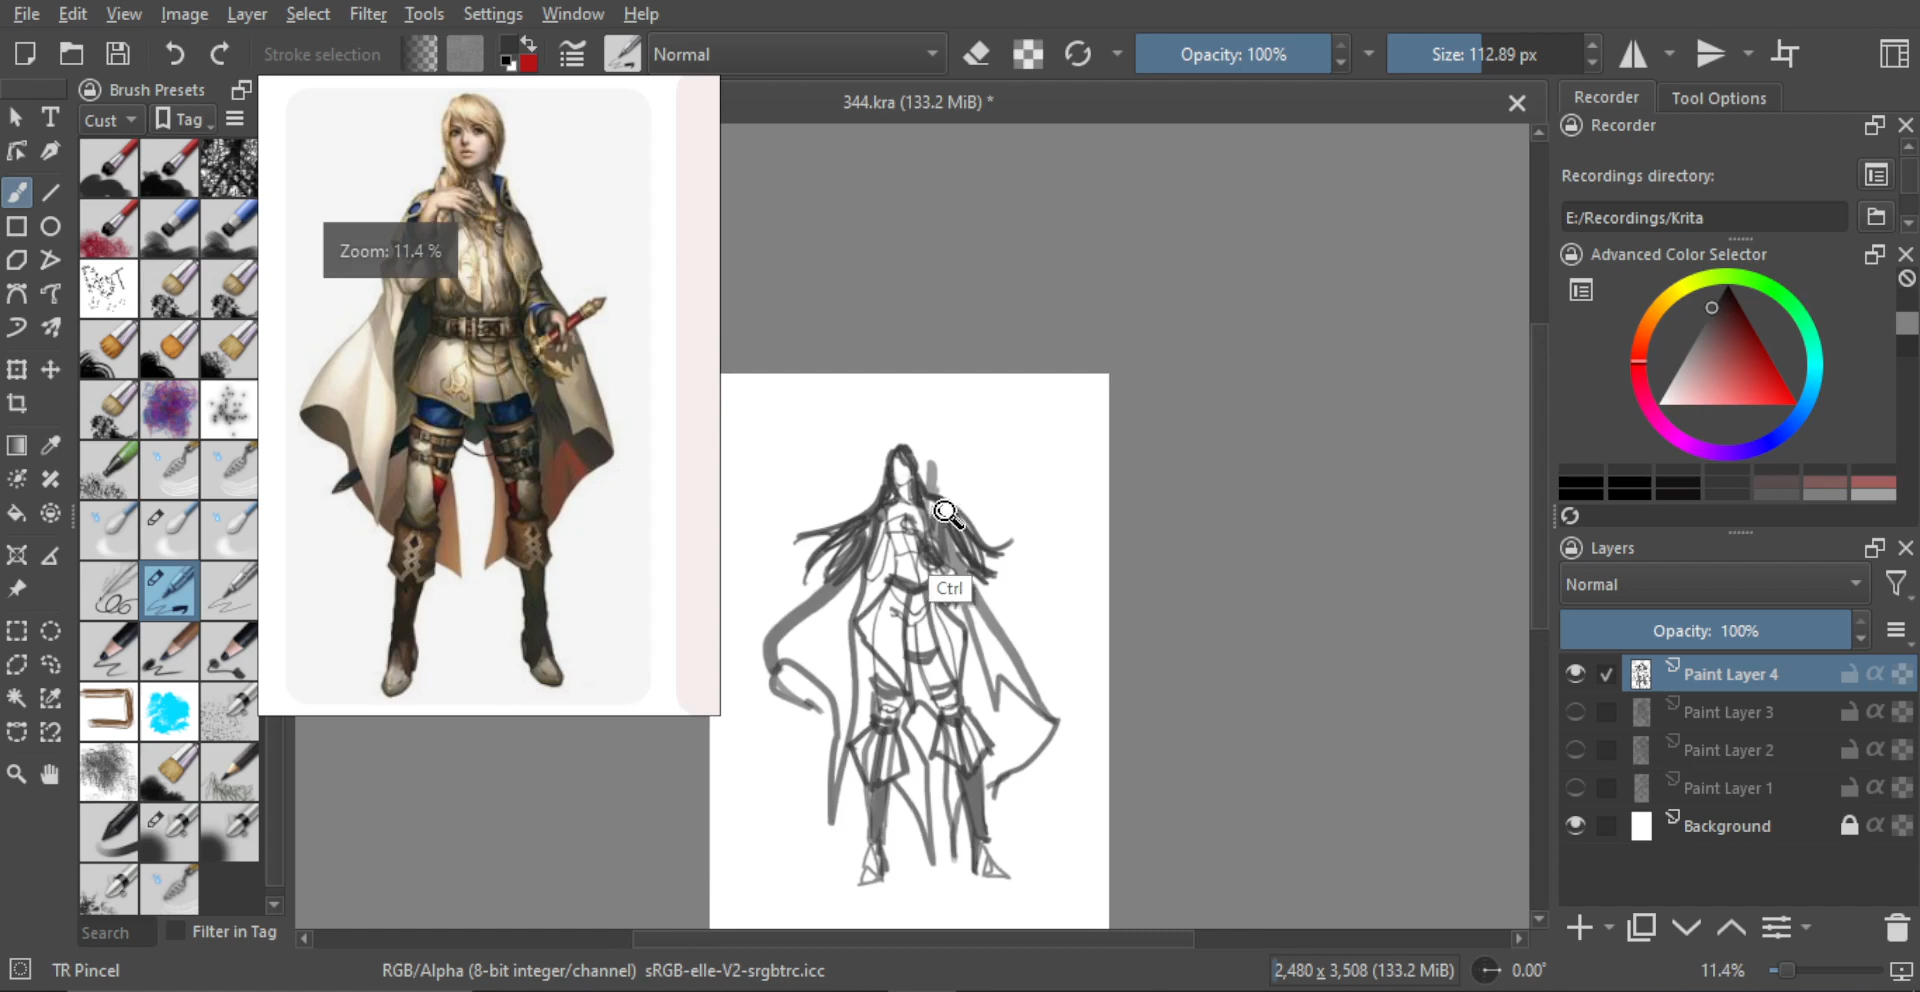 File Edit View Image Layer Select Filter Tools Settings Window Help
Stroke selection
Normal
Opacity: 100%
Size: 112.89 px
Brush Presets
344.kra (133.2 MiB) *
Recorder
Tool Options
Cust
Tag
Recorder
Recordings directory:
E:/Recordings/Krita
Zoom: 11.4 %
Advanced Color Selector
Ctrl
Layers
Normal
Opacity: 100%
Paint Layer 4
Paint Layer 3
Paint Layer 2
Paint Layer 1
Background
Search
Filter in Tag
TR Pincel
RGB/Alpha (8-bit integer/channel) sRGB-elle-V2-srgbtrc.icc
2,480 x 3,508 (133.2 MiB)
0.00°
11.4%